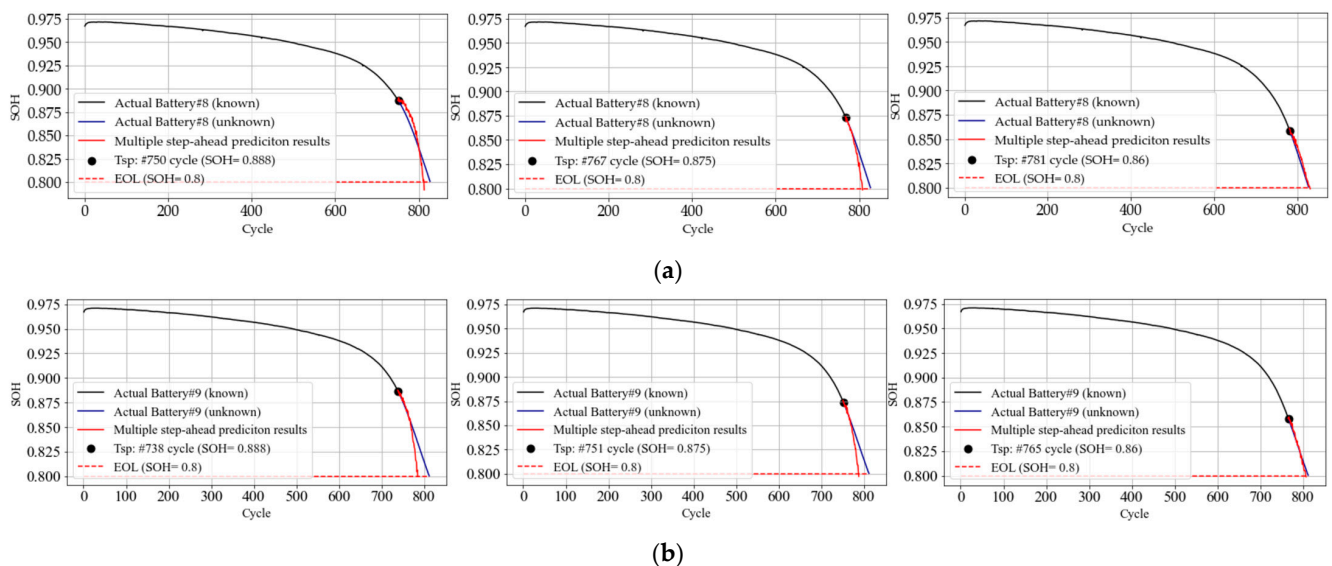 0.975
0.950
0.925
0.900
0.875
0.850
0.825
0.800
SOH
Actual Battery#8 (known)
Actual Battery#8 (unknown)
Multiple step-ahead prediciton results
Tsp: #750 cycle (SOH= 0.888)
EOL (SOH= 0.8)
0 200 400 600 800
Cycle
0.975
0.950
0.925
0.900
0.875
0.850
0.825
0.800
SOH
Actual Battery#8 (known)
Actual Battery#8 (unknown)
Multiple step-ahead prediciton results
Tsp: #767 cycle (SOH= 0.875)
EOL (SOH= 0.8)
0 200 400 600 800
Cycle
0.975
0.950
0.925
0.900
0.875
0.850
0.825
0.800
SOH
Actual Battery#8 (known)
Actual Battery#8 (unknown)
Multiple step-ahead prediciton results
Tsp: #781 cycle (SOH= 0.86)
EOL (SOH= 0.8)
0 200 400 600 800
Cycle
(a)
0.975
0.950
0.925
0.900
0.875
0.850
0.825
0.800
SOH
Actual Battery#9 (known)
Actual Battery#9 (unknown)
Multiple step-ahead prediciton results
Tsp: #738 cycle (SOH= 0.888)
EOL (SOH= 0.8)
0 100 200 300 400 500 600 700 800
Cycle
0.975
0.950
0.925
0.900
0.875
0.850
0.825
0.800
SOH
Actual Battery#9 (known)
Actual Battery#9 (unknown)
Multiple step-ahead prediciton results
Tsp: #751 cycle (SOH= 0.875)
EOL (SOH= 0.8)
0 100 200 300 400 500 600 700 800
Cycle
0.975
0.950
0.925
0.900
0.875
0.850
0.825
0.800
SOH
Actual Battery#9 (known)
Actual Battery#9 (unknown)
Multiple step-ahead prediciton results
Tsp: #765 cycle (SOH= 0.86)
EOL (SOH= 0.8)
0 100 200 300 400 500 600 700 800
Cycle
(b)